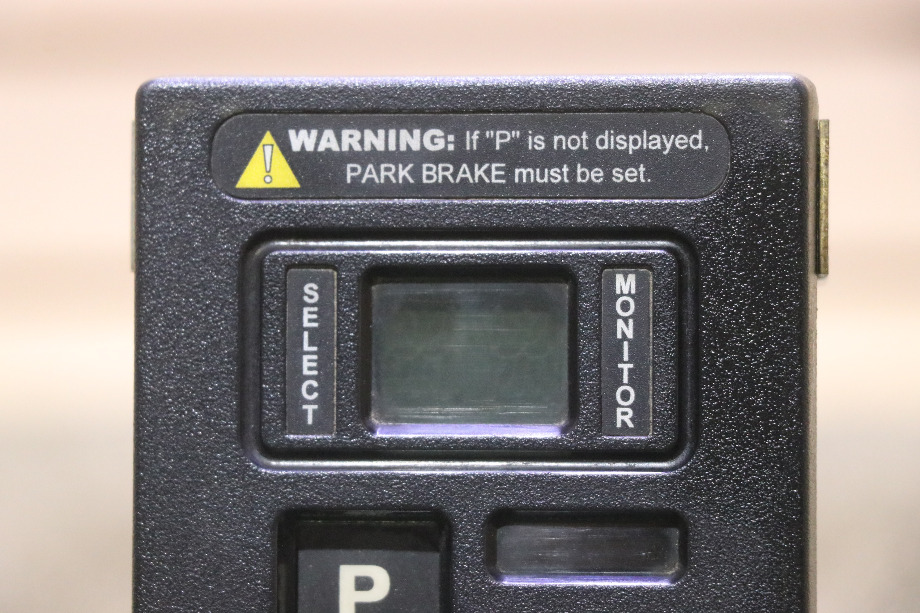 WARNING: If "P" is not displayed,
PARK BRAKE must be set.
SELECT
MONITOR
P